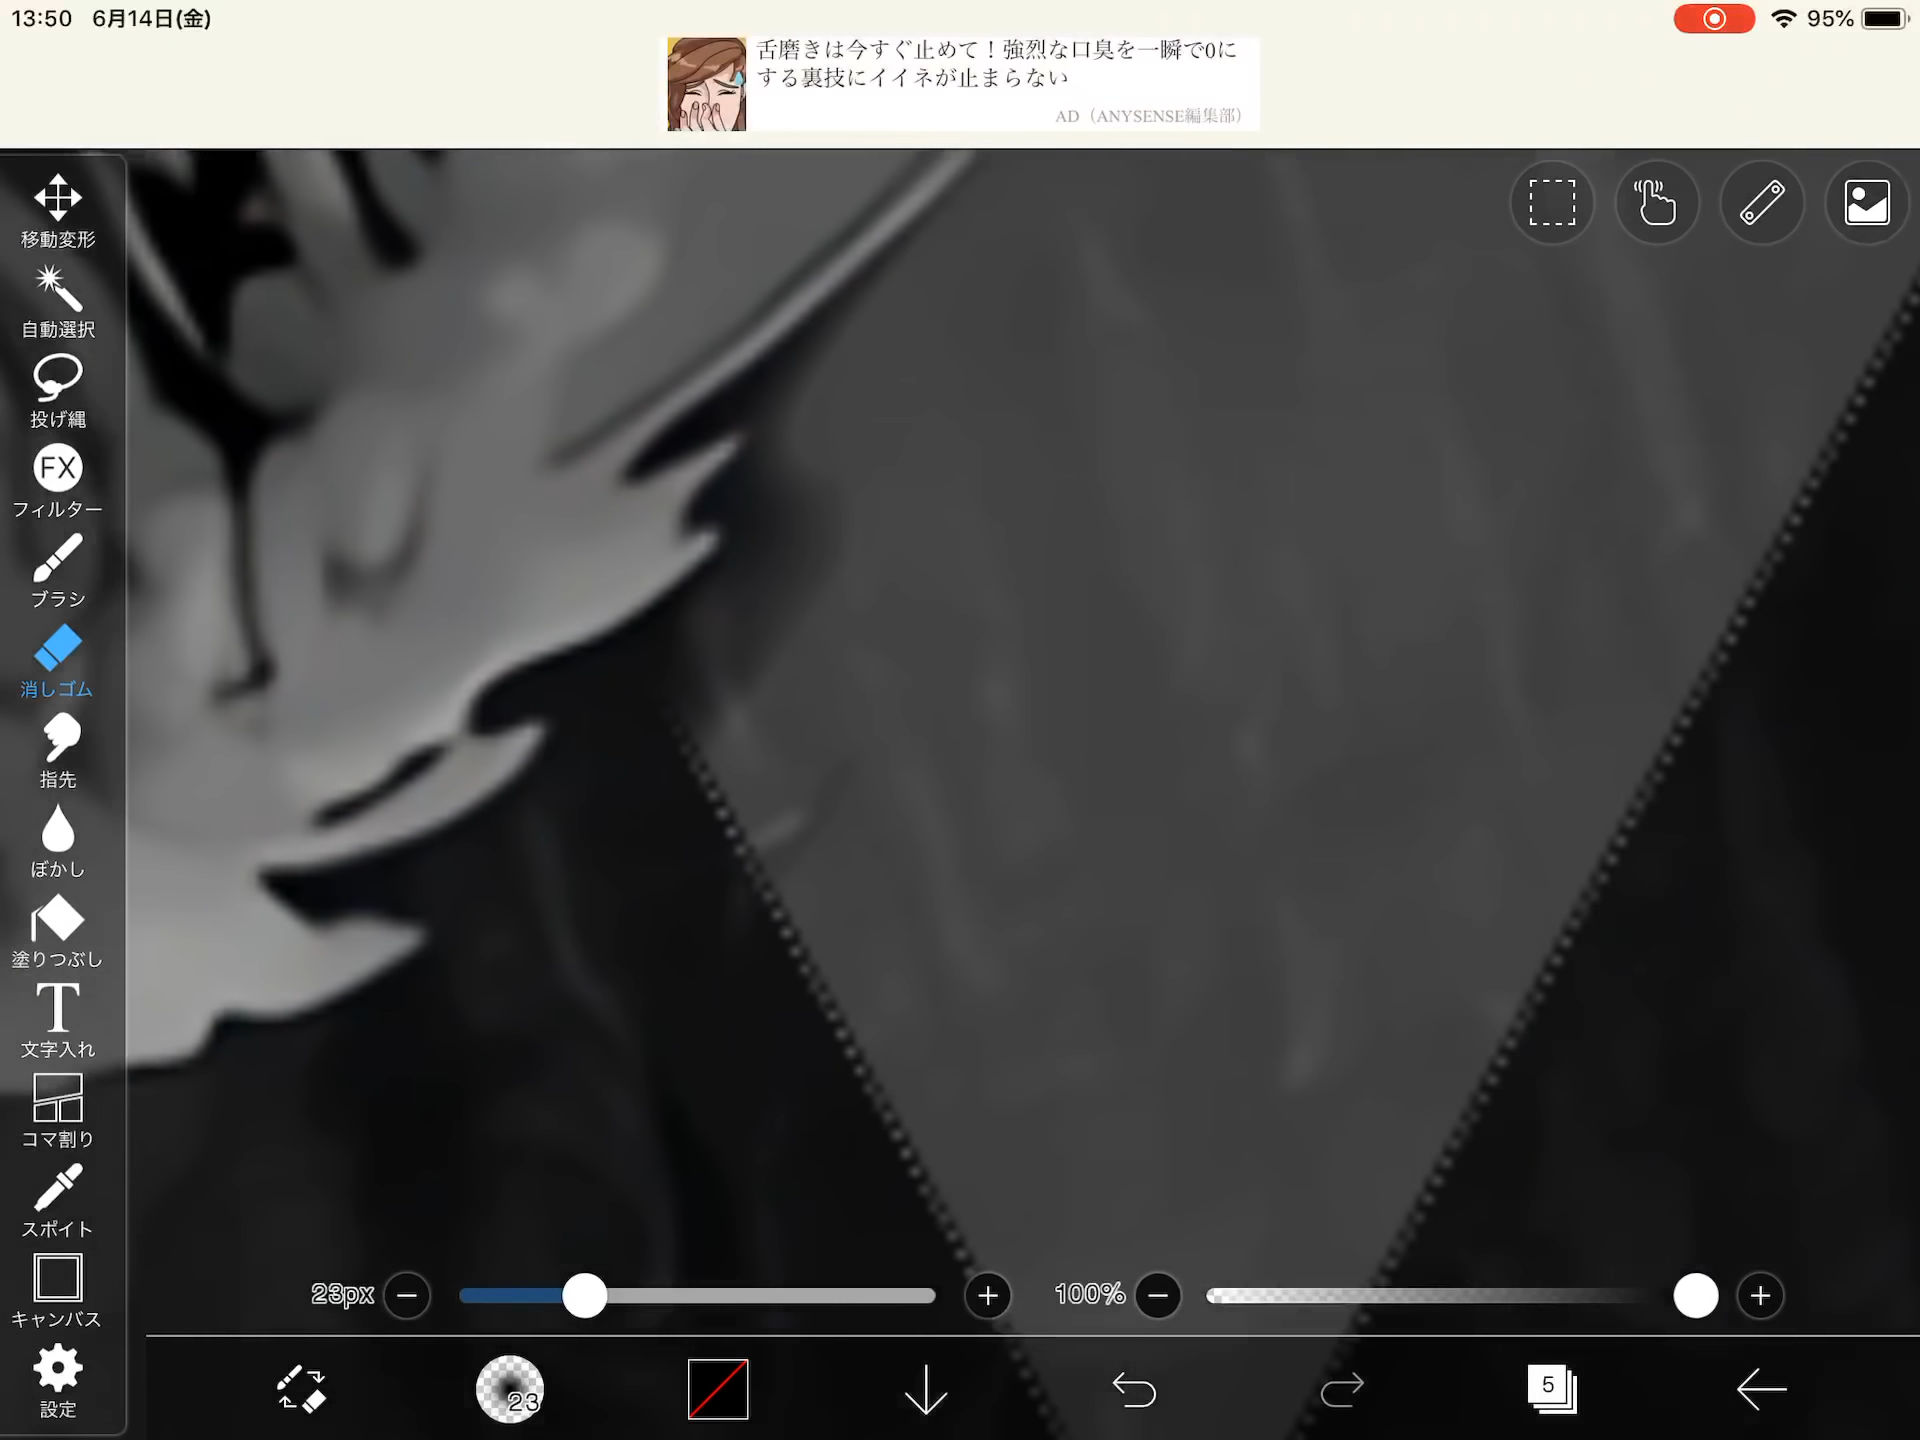 13:50 6月14日(金)
95%
舌磨きは今すぐ止めて！強烈な口臭を一瞬で0に
する裏技にイイネが止まらない
AD（ANYSENSE編集部）
移動変形
自動選択
投げ縄
FX
フィルター
ブラシ
消しゴム
指先
ぼかし
塗りつぶし
T
文字入れ
コマ割り
スポイト
キャンバス
設定
23px
100%
23
5